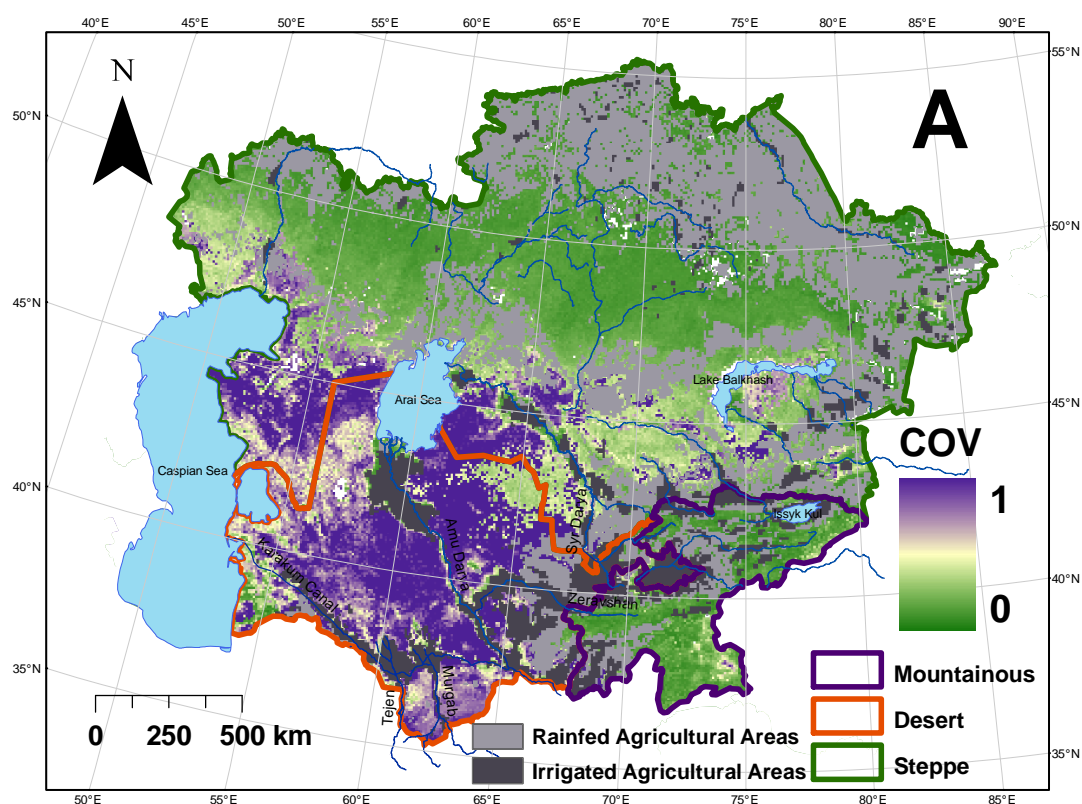 40°E 45°E 50°E 55°E 60°E 65°E 70°E 75°E 80°E 90°E
55°N
N
A
50°N
50°N
45°N
Lake Balkhash
Aral Sea
45°N
COV
Caspian Sea
1
40°N
Issyk Kul
Syr Darya
Amu Darya
Karakum Canal
0
40°N
Zeravshan
35°N
Mountainous
Tejen
Murgab
Desert
0 250 500 km
Rainfed Agricultural Areas
35°N
Irrigated Agricultural Areas
Steppe
50°E 55°E 60°E 65°E 70°E 75°E 80°E 85°E